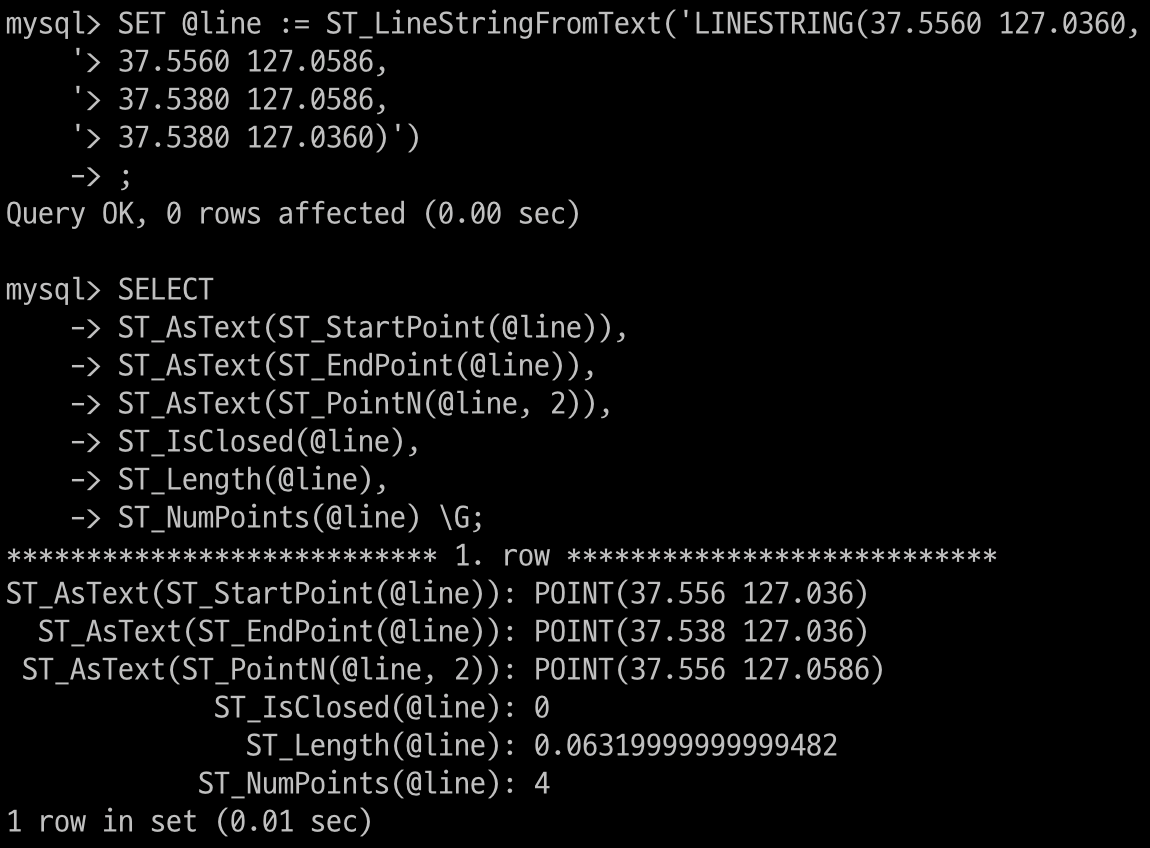 mysql> SET @line := ST_LineStringFromText('LINESTRING(37.5560 127.0360,
    '> 37.5560 127.0586,
    '> 37.5380 127.0586,
    '> 37.5380 127.0360)')
    -> ;
Query OK, 0 rows affected (0.00 sec)

mysql> SELECT
    -> ST_AsText(ST_StartPoint(@line)),
    -> ST_AsText(ST_EndPoint(@line)),
    -> ST_AsText(ST_PointN(@line, 2)),
    -> ST_IsClosed(@line),
    -> ST_Length(@line),
    -> ST_NumPoints(@line) \G;
*************************** 1. row ***************************
ST_AsText(ST_StartPoint(@line)): POINT(37.556 127.036)
  ST_AsText(ST_EndPoint(@line)): POINT(37.538 127.036)
 ST_AsText(ST_PointN(@line, 2)): POINT(37.556 127.0586)
             ST_IsClosed(@line): 0
               ST_Length(@line): 0.06319999999999482
            ST_NumPoints(@line): 4
1 row in set (0.01 sec)